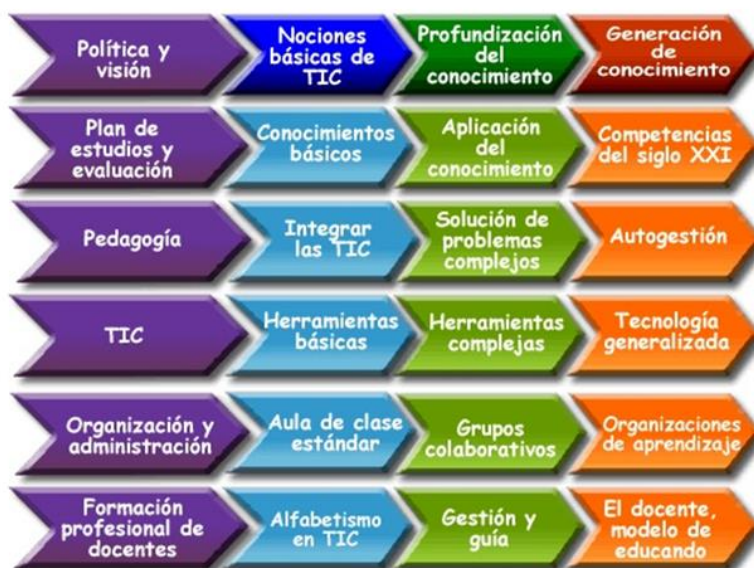 Política y
visión
Nociones
básicas de
TIC
Profundización
del
conocimiento
Generación
de
conocimiento
Plan de
estudios y
evaluación
Conocimientos
básicos
Aplicación
del
conocimiento
Competencias
del siglo XXI
Pedagogía
Integrar
las TIC
Solución de
problemas
complejos
Autogestión
TIC
Herramientas
básicas
Herramientas
complejas
Tecnología
generalizada
Organización y
administración
Aula de clase
estándar
Grupos
colaborativos
Organizaciones
de aprendizaje
Formación
profesional de
docentes
Alfabetismo
en TIC
Gestión y
guía
El docente,
modelo de
educando